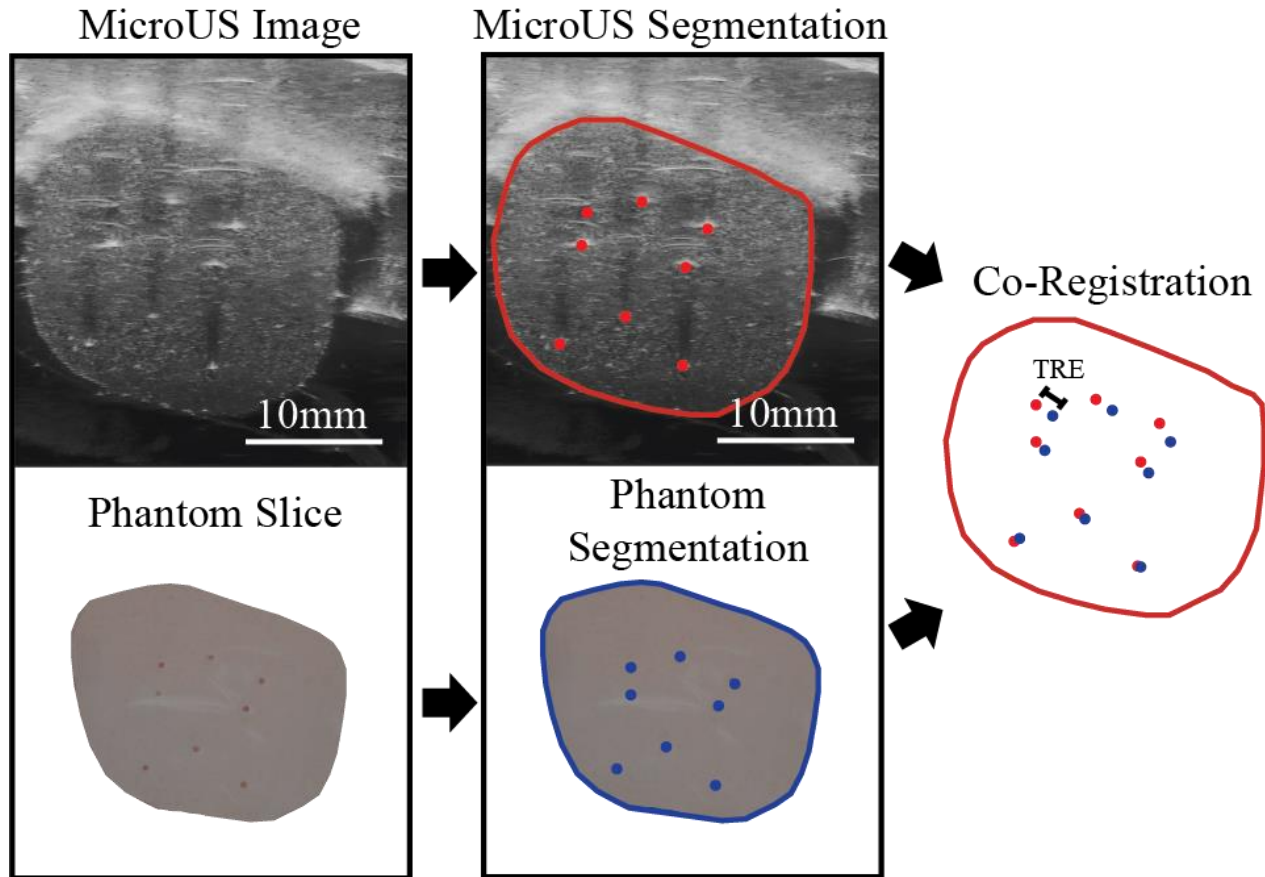 MicroUS Image
MicroUS Segmentation
10mm
10mm
Co-Registration
TRE
Phantom Slice
Phantom
Segmentation